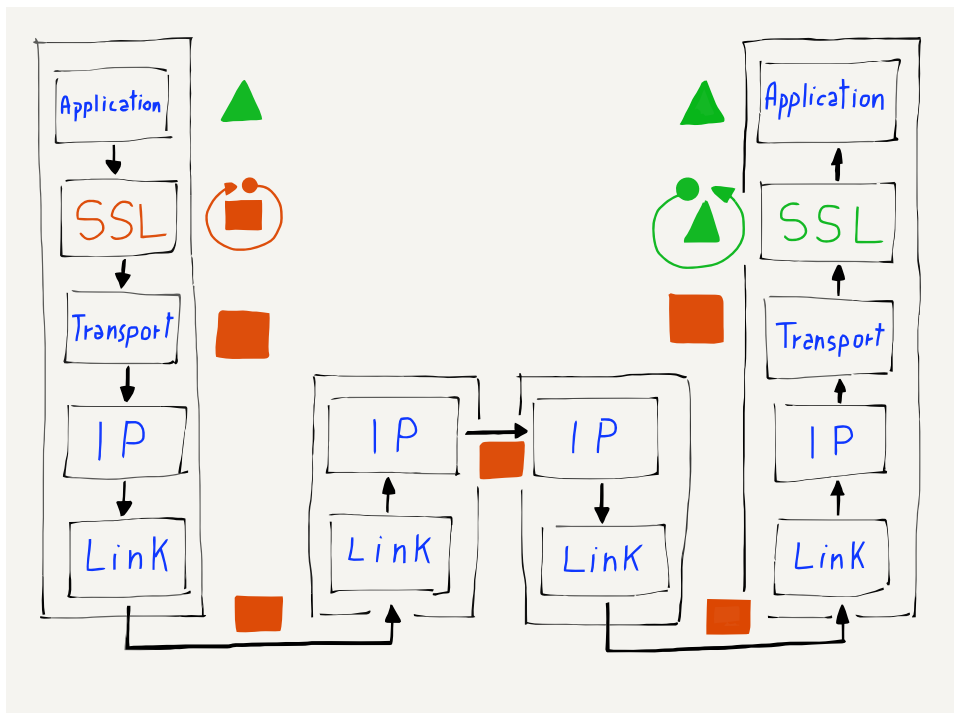 Application
SSL
Transport
IP
Link
IP
Link
IP
Link
Application
SSL
Transport
IP
Link